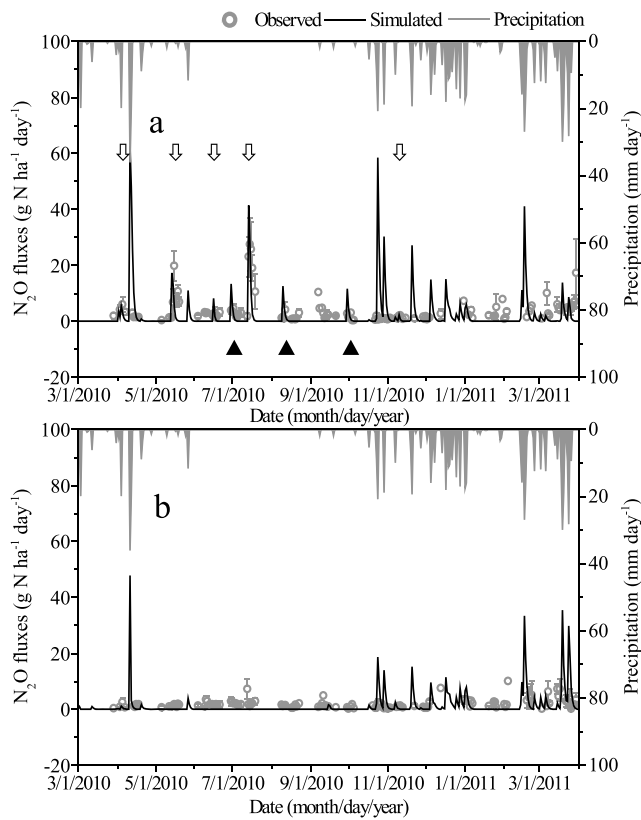 Observed Simulated Precipitation
100 0
80 20
a
60 40
40 60
20 80
0
-20 100
3/1/2010 5/1/2010 7/1/2010 9/1/2010 11/1/2010 1/1/2011 3/1/2011
Date (month/day/year)
N₂O fluxes (g N ha⁻¹ day⁻¹)
Precipitation (mm day⁻¹)
100 0
80 20
b
60 40
40 60
20 80
0
-20 100
3/1/2010 5/1/2010 7/1/2010 9/1/2010 11/1/2010 1/1/2011 3/1/2011
Date (month/day/year)
N₂O fluxes (g N ha⁻¹ day⁻¹)
Precipitation (mm day⁻¹)